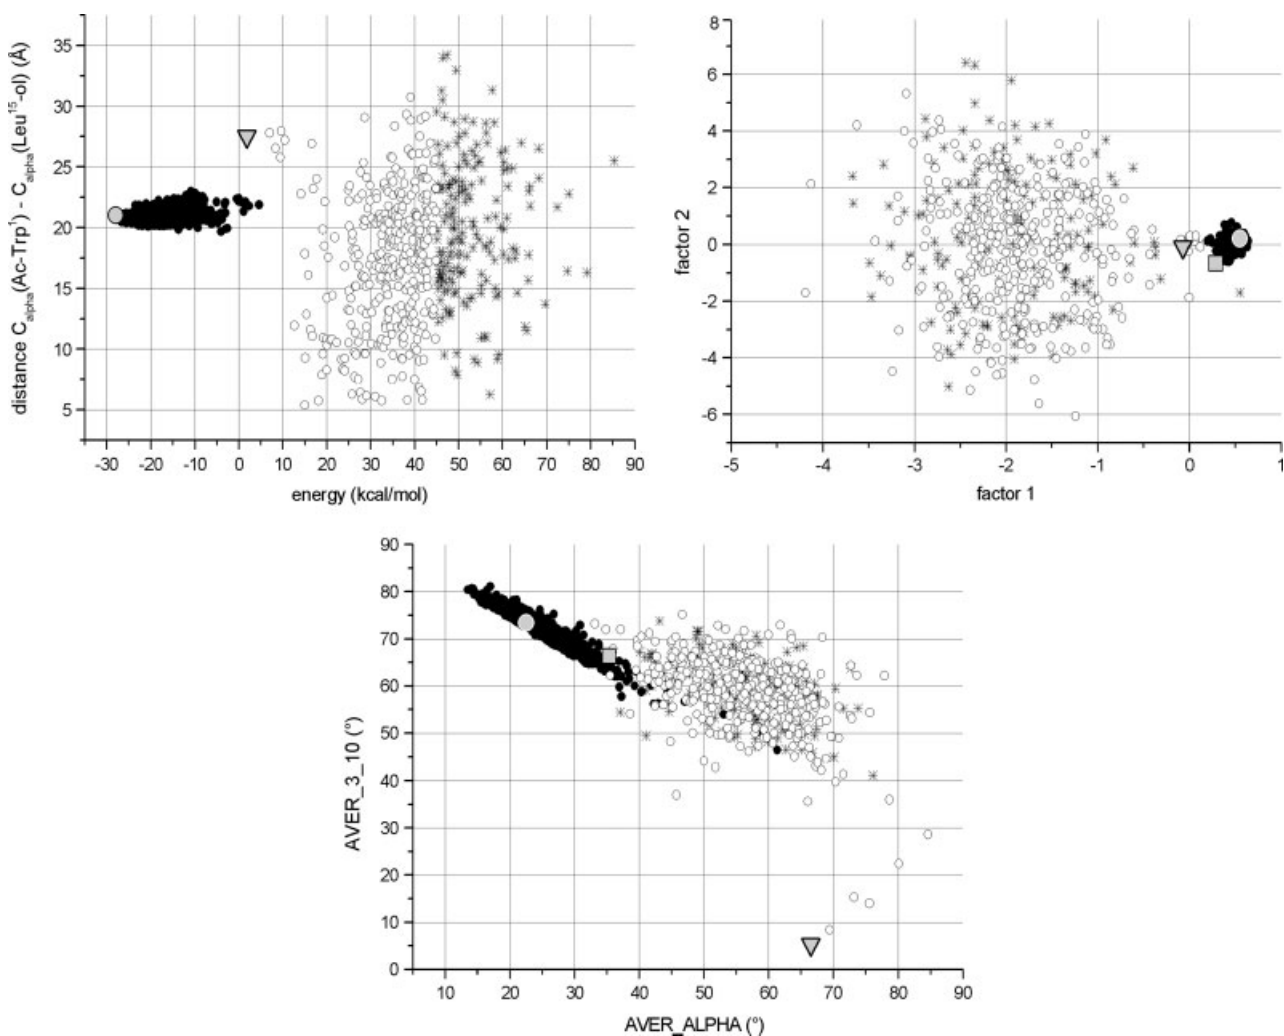 distance C_alpha(Ac-Trp¹) - C_alpha(Leu¹⁵-ol) (Å)
35
30
25
20
15
10
5
-30 -20 -10 0 10 20 30 40 50 60 70 80 90
energy (kcal/mol)
factor 2
8
6
4
2
0
-2
-4
-6
-5 -4 -3 -2 -1 0 1
factor 1
AVER_3_10 (°)
90
80
70
60
50
40
30
20
10
0
10 20 30 40 50 60 70 80 90
AVER_ALPHA (°)